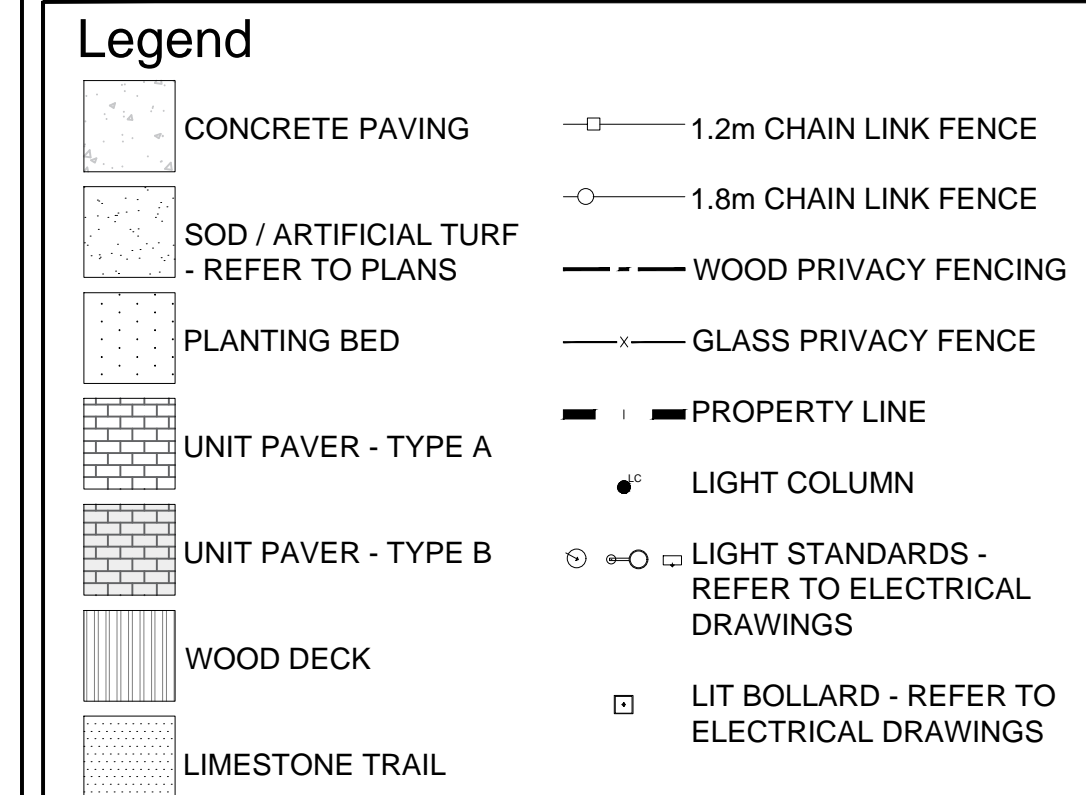 Legend
CONCRETE PAVING
SOD / ARTIFICIAL TURF
- REFER TO PLANS
PLANTING BED
UNIT PAVER - TYPE A
UNIT PAVER - TYPE B
WOOD DECK
LIMESTONE TRAIL
1.2m CHAIN LINK FENCE
1.8m CHAIN LINK FENCE
WOOD PRIVACY FENCING
X
GLASS PRIVACY FENCE
PROPERTY LINE
LC
LIGHT COLUMN
LIGHT STANDARDS -
REFER TO ELECTRICAL
DRAWINGS
LIT BOLLARD - REFER TO
ELECTRICAL DRAWINGS